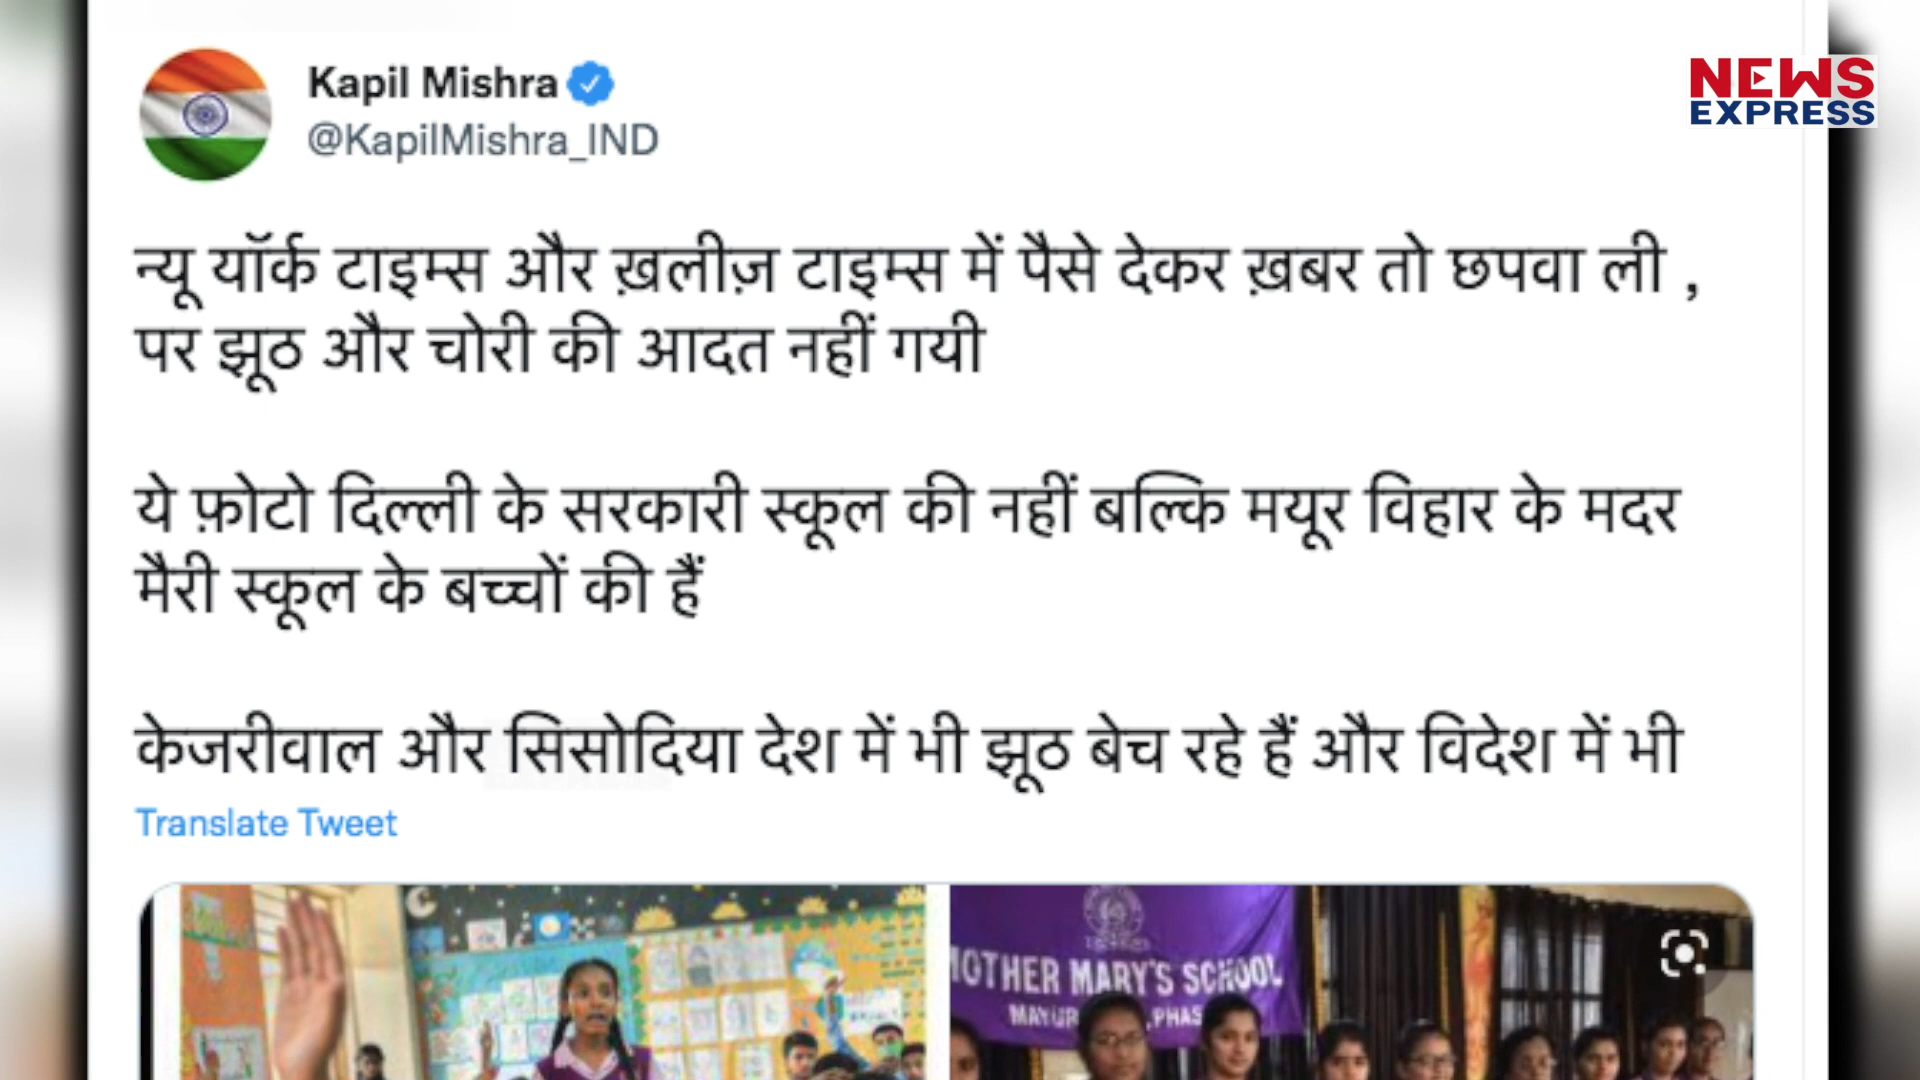 Kapil Mishra
@KapilMishra_IND
NEWS
EXPRESS
न्यू यॉर्क टाइम्स और ख़लीज़ टाइम्स में पैसे देकर ख़बर तो छपवा ली ,
पर झूठ और चोरी की आदत नहीं गयी
ये फ़ोटो दिल्ली के सरकारी स्कूल की नहीं बल्कि मयूर विहार के मदर
मैरी स्कूल के बच्चों की हैं
केजरीवाल और सिसोदिया देश में भी झूठ बेच रहे हैं और विदेश में भी
Translate Tweet
MOTHER MARY'S SCHOOL